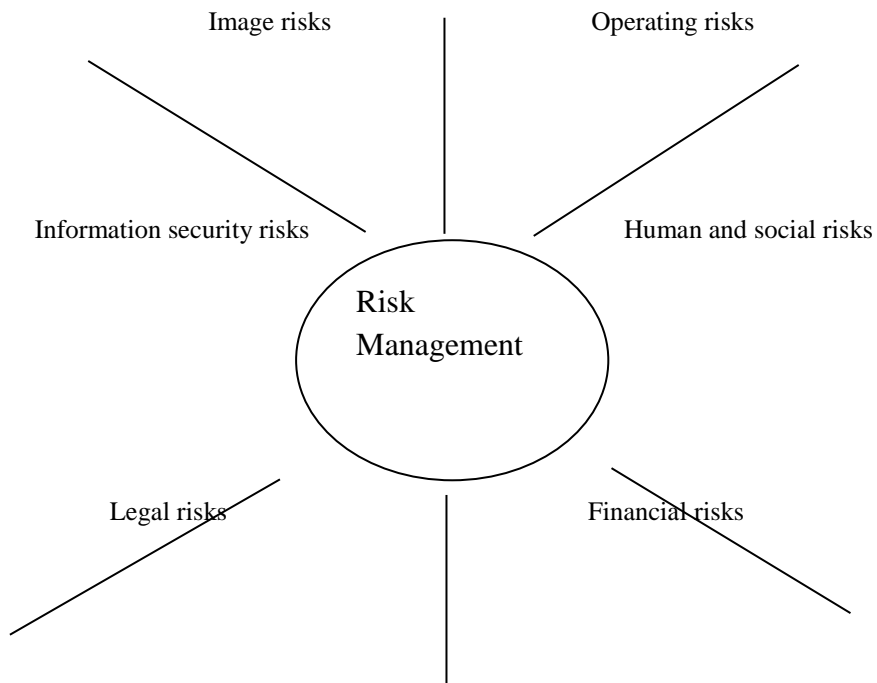 Image risks
Operating risks
Information security risks
Human and social risks
Risk
Management
Legal risks
Financial risks